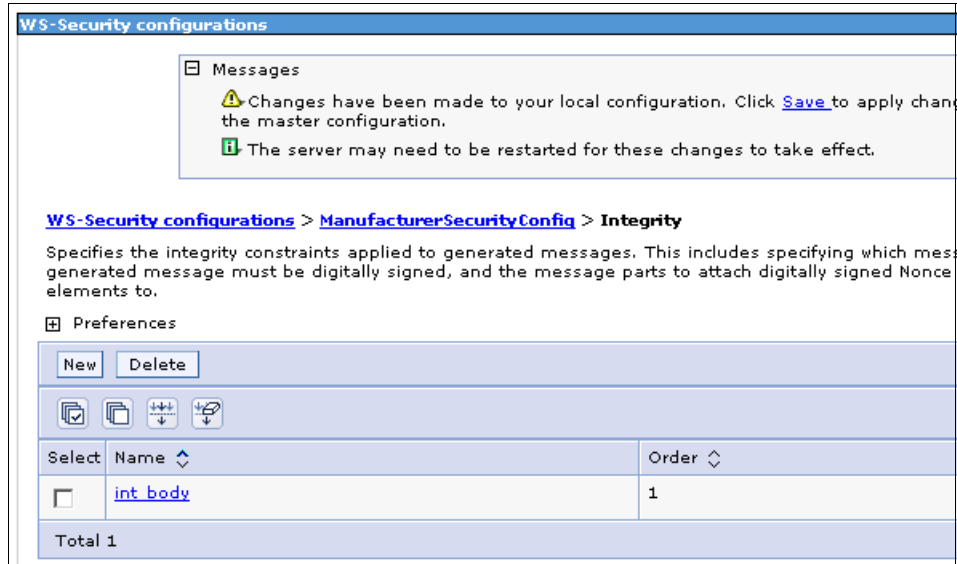 WS-Security configurations
Messages
Changes have been made to your local configuration. Click Save to apply
the master configuration.
The server may need to be restarted for these changes to take effect.
WS-Security configurations > ManufacturerSecurityConfig > Integrity
Specifies the integrity constraints applied to generated messages. This includes specifying which
generated message must be digitally signed, and the message parts to attach digitally signed Nonce
elements to.
Preferences
New Delete
Select Name Order
int_body 1
Total 1